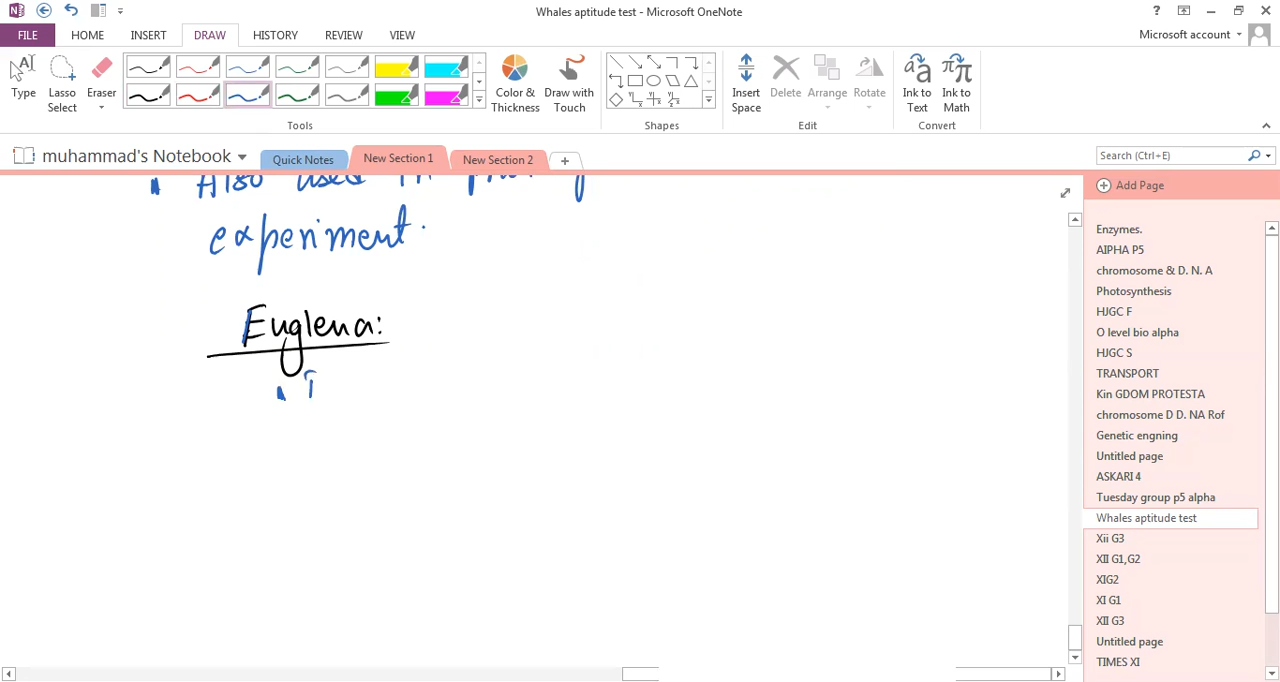 Whales aptitude test - Microsoft OneNote
?
FILE HOME INSERT DRAW HISTORY REVIEW VIEW
Microsoft account
Type
Lasso Select
Eraser
Color & Thickness
Draw with Touch
Insert Space
Delete
Arrange
Rotate
Ink to Text
Ink to Math
Tools
Shapes
Edit
Convert
muhammad's Notebook
Quick Notes
New Section 1
New Section 2
Search (Ctrl+E)
Also used in
experiment.
Euglena:
Add Page
Enzymes.
AlPHA P5
chromosome & D. N. A
Photosynthesis
HJGC F
O level bio alpha
HJGC S
TRANSPORT
Kin GDOM PROTESTA
chromosome D D. NA Rof
Genetic engning
Untitled page
ASKARI 4
Tuesday group p5 alpha
Whales aptitude test
Xii G3
XII G1,G2
XIG2
XI G1
XII G3
Untitled page
TIMES XI